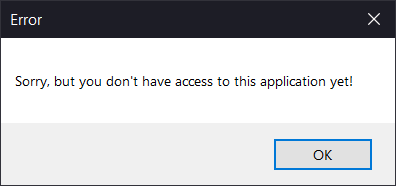 Error
Sorry, but you don't have access to this application yet!
OK